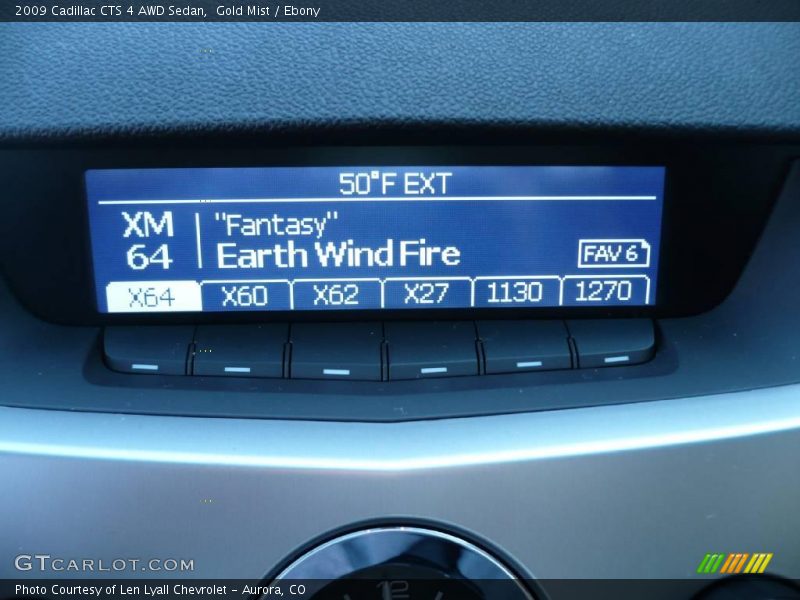 2009 Cadillac CTS 4 AWD Sedan,  Gold Mist / Ebony
50°F EXT
XM
64
"Fantasy"
Earth Wind Fire
FAV 6
X64 X60 X62 X27 1130 1270
12
GTCARLOT.COM
Photo Courtesy of Len Lyall Chevrolet - Aurora, CO